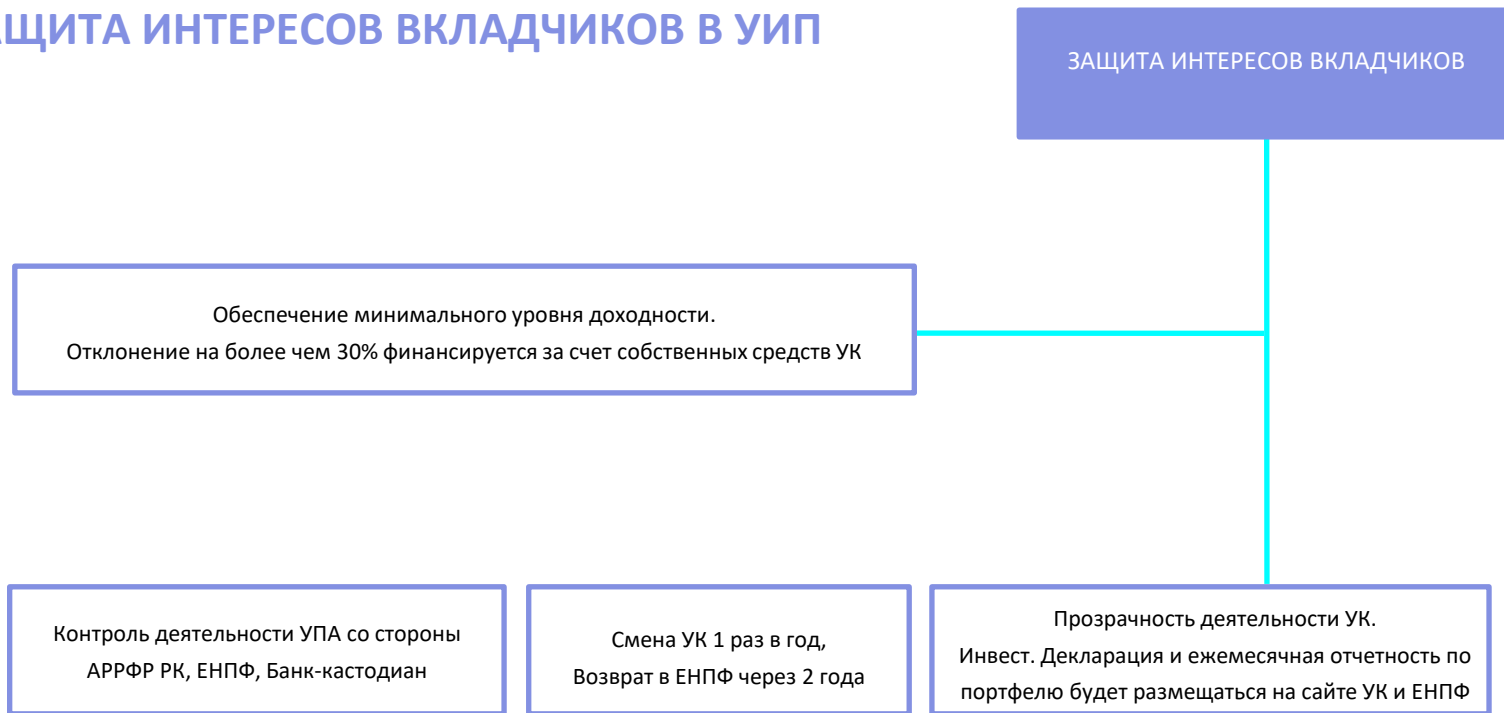 АЩИТА ИНТЕРЕСОВ ВКЛАДЧИКОВ В УИП
ЗАЩИТА ИНТЕРЕСОВ ВКЛАДЧИКОВ
Обеспечение минимального уровня доходности.
Отклонение на более чем 30% финансируется за счет собственных средств УК
Контроль деятельности УПА со стороны
АРРФР РК, ЕНПФ, Банк-кастодиан
Смена УК 1 раз в год,
Возврат в ЕНПФ через 2 года
Прозрачность деятельности УК.
Инвест. Декларация и ежемесячная отчетность по
портфелю будет размещаться на сайте УК и ЕНПФ